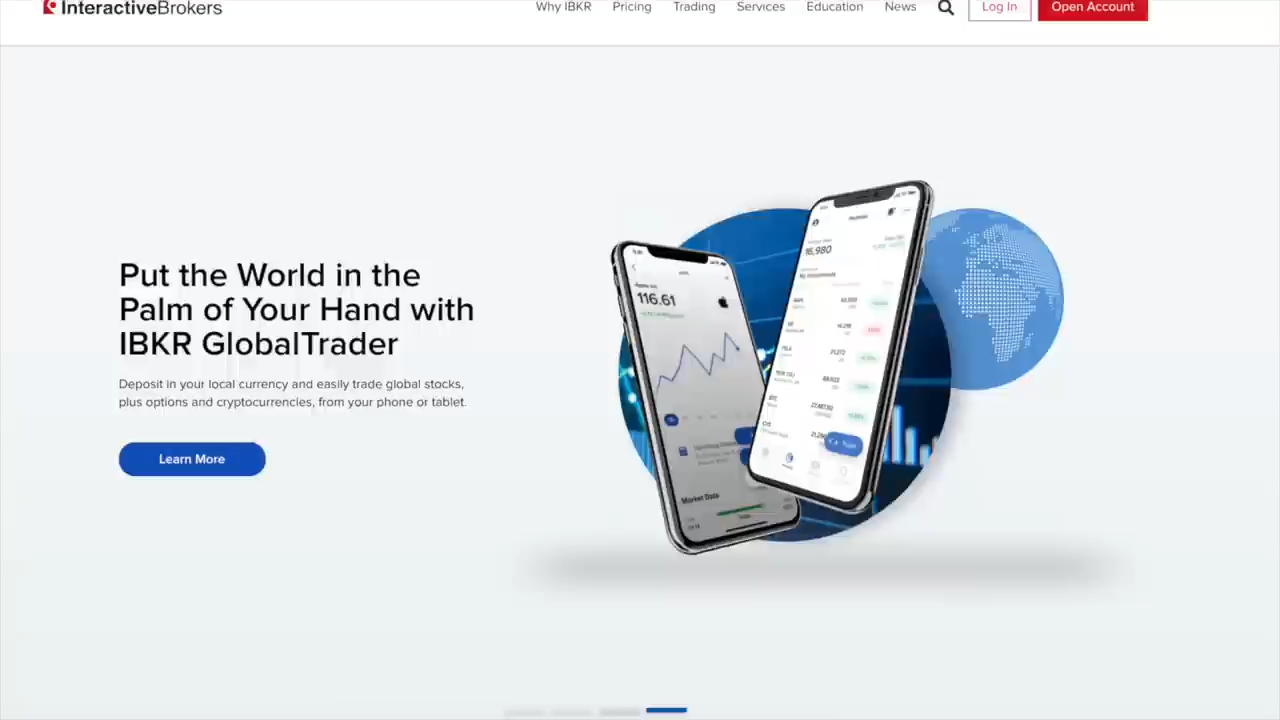 InteractiveBrokers
Why IBKR Pricing Trading Services Education News Log In Open Account
Put the World in the
Palm of Your Hand with
IBKR GlobalTrader
Deposit in your local currency and easily trade global stocks,
plus options and cryptocurrencies, from your phone or tablet.
Learn More
116.61
Market Data
16,980